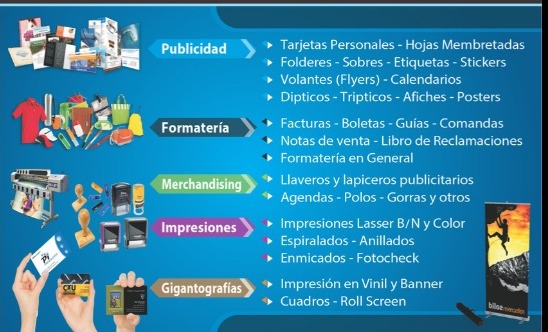 Publicidad
Tarjetas Personales - Hojas Membretadas
Folderes - Sobres - Etiquetas - Stickers
Volantes (Flyers) - Calendarios
Dipticos - Tripticos - Afiches - Posters
Formatería
Facturas - Boletas - Guías - Comandas
Notas de venta - Libro de Reclamaciones
Formatería en General
Merchandising
Llaveros y lapiceros publicitarios
Agendas - Polos - Gorras y otros
Impresiones
Impresiones Lasser B/N y Color
Espiralados - Anillados
Enmicados - Fotocheck
Gigantografías
Impresión en Vinil y Banner
Cuadros - Roll Screen